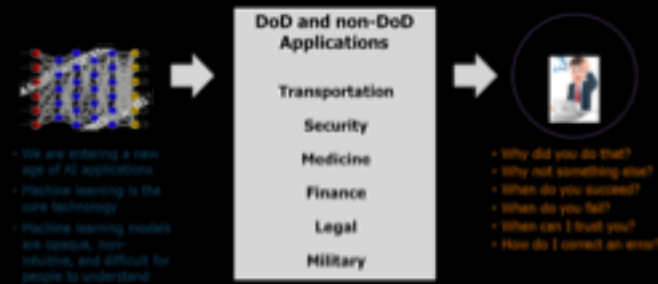 DoD and non-DoD
Applications
Transportation
Security
Medicine
Finance
Legal
Military
• We are entering a new
age of AI applications
• Machine learning is the
core technology
• Machine learning models
are opaque, non-
intuitive, and difficult for
people to understand
• Why did you do that?
• Why not something else?
• When do you succeed?
• When do you fail?
• When can I trust you?
• How do I correct an error?